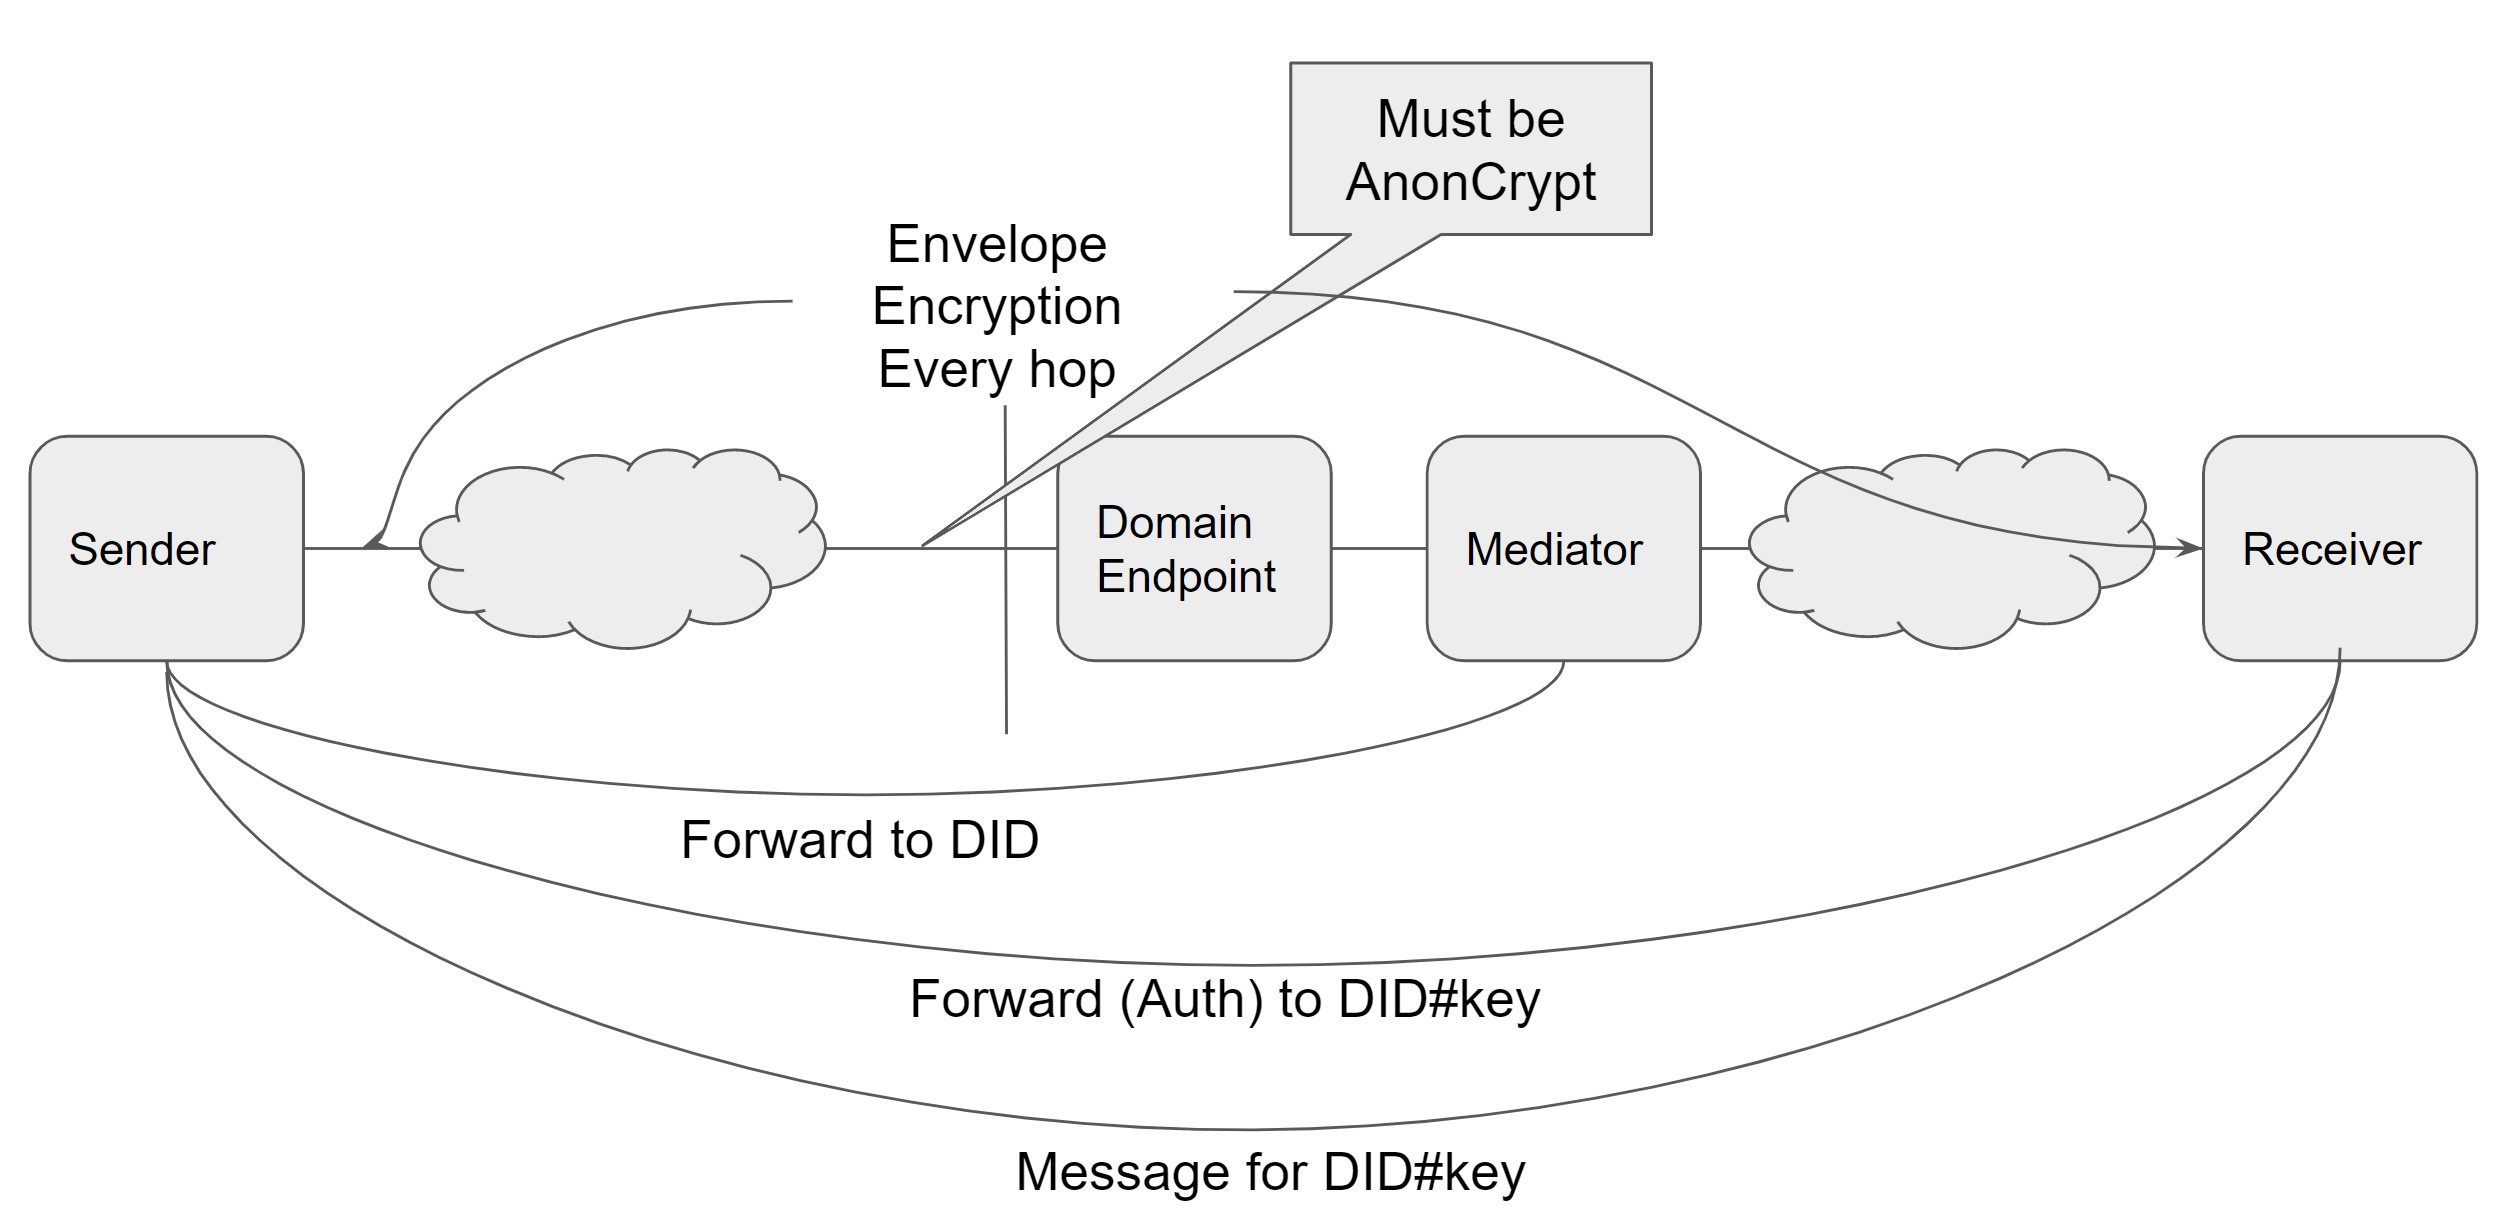 Must be
AnonCrypt
Envelope
Encryption
Every hop
Sender
Domain
Endpoint
Mediator
Receiver
Forward to DID
Forward (Auth) to DID#key
Message for DID#key